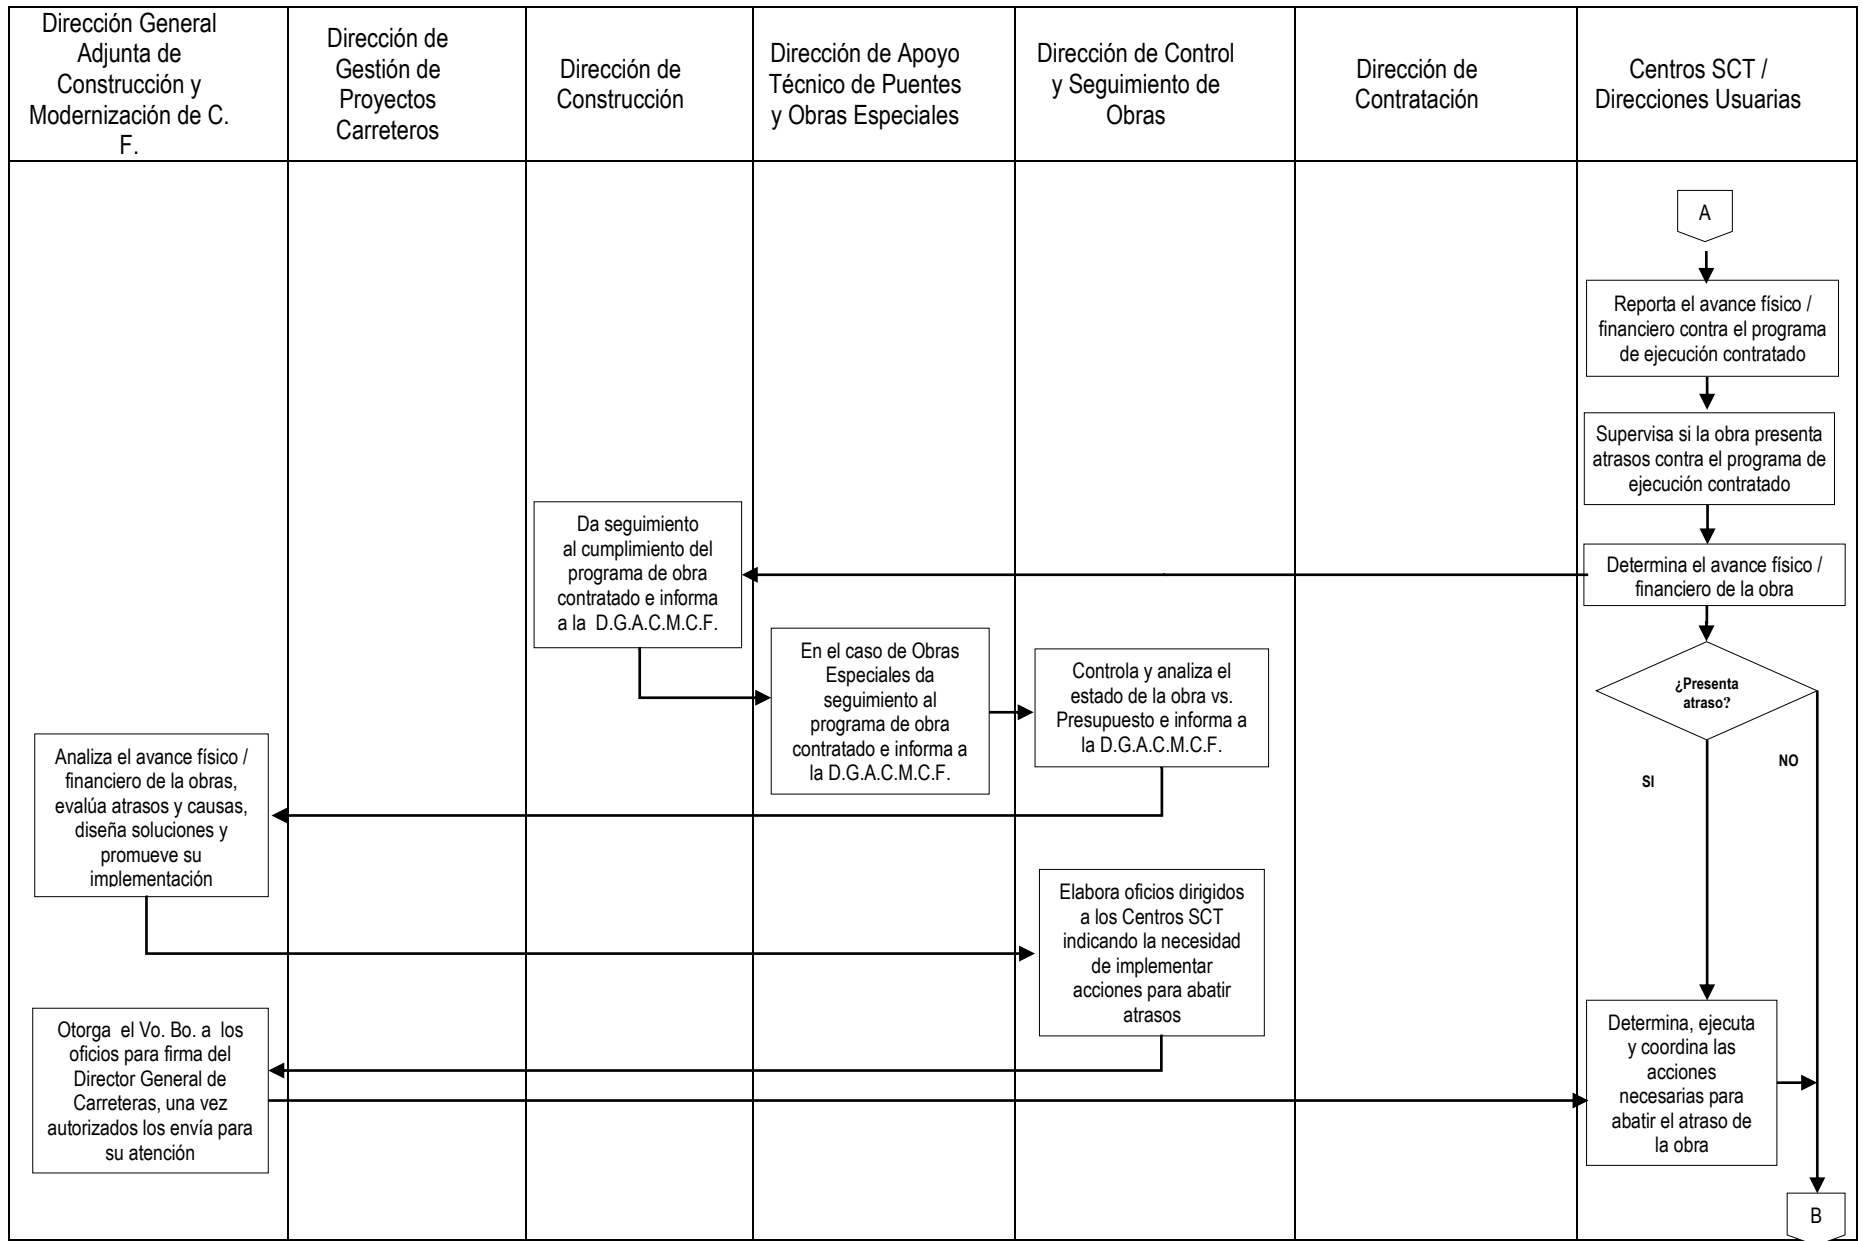 Dirección General
Adjunta de
Construcción y
Modernización de C.
F.
Dirección de
Gestión de
Proyectos
Carreteros
Dirección de
Construcción
Dirección de Apoyo
Técnico de Puentes
y Obras Especiales
Dirección de Control
y Seguimiento de
Obras
Dirección de
Contratación
Centros SCT /
Direcciones Usuarias
A
Reporta el avance físico /
financiero contra el programa
de ejecución contratado
Supervisa si la obra presenta
atrasos contra el programa de
ejecución contratado
Determina el avance físico /
financiero de la obra
Da seguimiento
al cumplimiento del
programa de obra
contratado e informa
a la D.G.A.C.M.C.F.
En el caso de Obras
Especiales da
seguimiento al
programa de obra
contratado e informa a
la D.G.A.C.M.C.F.
Controla y analiza el
estado de la obra vs.
Presupuesto e informa a
la D.G.A.C.M.C.F.
¿Presenta
atraso?
NO
SI
Analiza el avance físico /
financiero de la obras,
evalúa atrasos y causas,
diseña soluciones y
promueve su
implementación
Elabora oficios dirigidos
a los Centros SCT
indicando la necesidad
de implementar
acciones para abatir
atrasos
Otorga el Vo. Bo. a los
oficios para firma del
Director General de
Carreteras, una vez
autorizados los envía para
su atención
Determina, ejecuta
y coordina las
acciones
necesarias para
abatir el atraso de
la obra
B